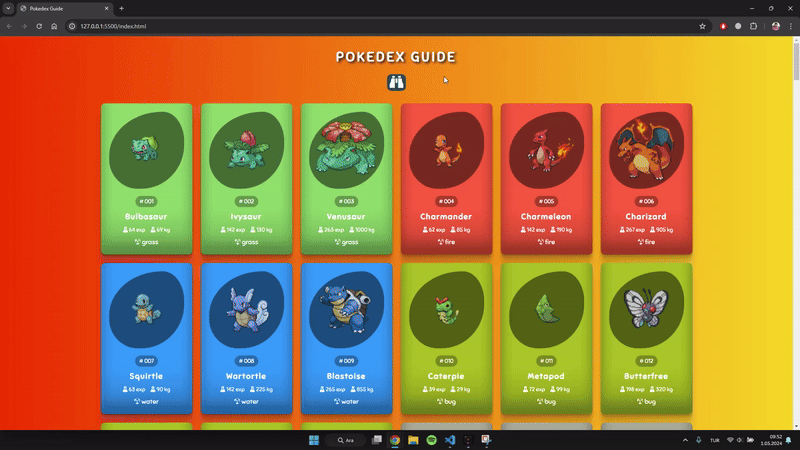 Pokedex Guide
127.0.0.1:5500/index.html
POKEDEX GUIDE
# 001
# 002
# 003
# 004
# 005
# 006
Bulbasaur
Ivysaur
Venusaur
Charmander
Charmeleon
Charizard
64 exp 69 kg
142 exp 130 kg
263 exp 1000 kg
62 exp 85 kg
142 exp 190 kg
267 exp 905 kg
grass
grass
grass
fire
fire
fire
# 007
# 008
# 009
# 010
# 011
# 012
Squirtle
Wartortle
Blastoise
Caterpie
Metapod
Butterfree
63 exp 90 kg
142 exp 225 kg
265 exp 855 kg
39 exp 29 kg
72 exp 99 kg
198 exp 320 kg
water
water
water
bug
bug
bug
Ara
TUR
09:52
1.05.2024